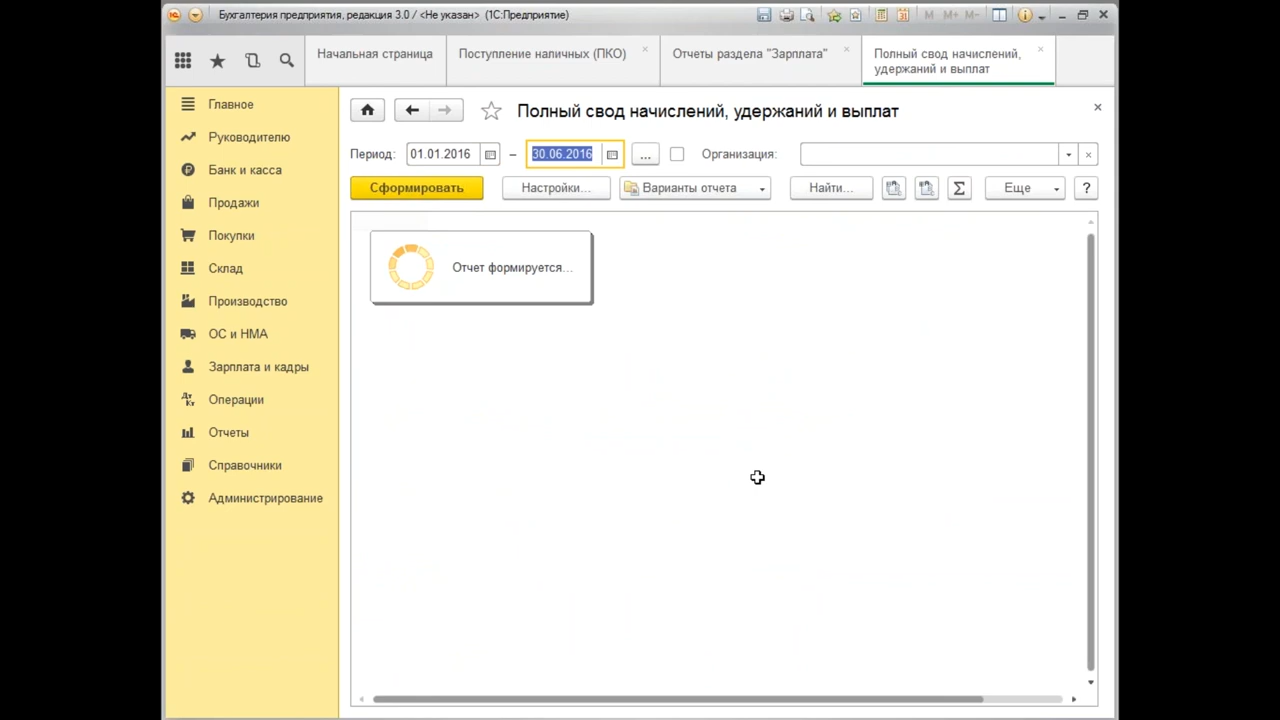 Бухгалтерия предприятия, редакция 3.0 / <Не указан> (1С:Предприятие)
M M+ M-
Начальная страница
Поступление наличных (ПКО)
Отчеты раздела "Зарплата"
Полный свод начислений,
удержаний и выплат
Главное
Руководителю
Банк и касса
Продажи
Покупки
Склад
Производство
ОС и НМА
Зарплата и кадры
Операции
Отчеты
Справочники
Администрирование
Полный свод начислений, удержаний и выплат
Период: 01.01.2016 – 30.06.2016 ... Организация:
Сформировать Настройки... Варианты отчета Найти... Σ Еще ?
Отчет формируется...